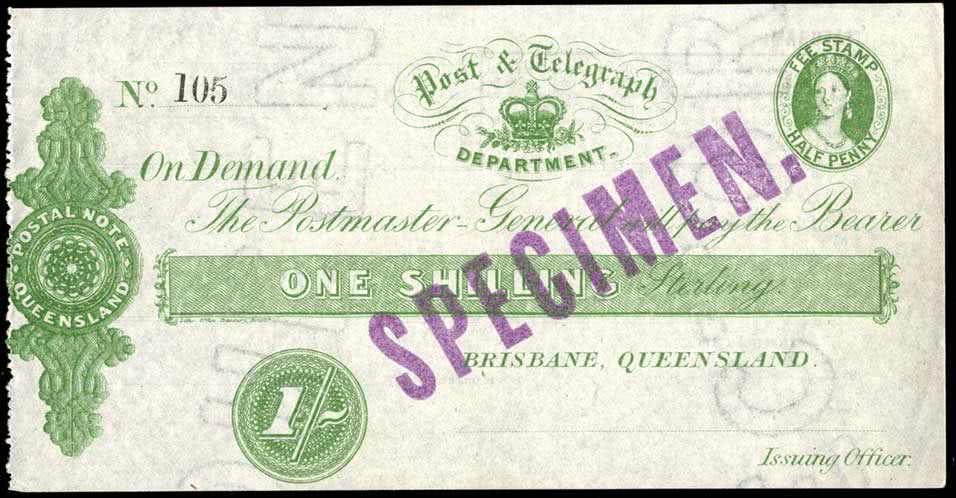 No. 105
Post & Telegraph
DEPARTMENT.
FEE STAMP
HALF PENNY
On Demand.
The Postmaster-General will pay the Bearer
ONE SHILLING Sterling.
SPECIMEN.
POSTAL NOTE
QUEENSLAND
BRISBANE, QUEENSLAND.
1/-
Issuing Officer.